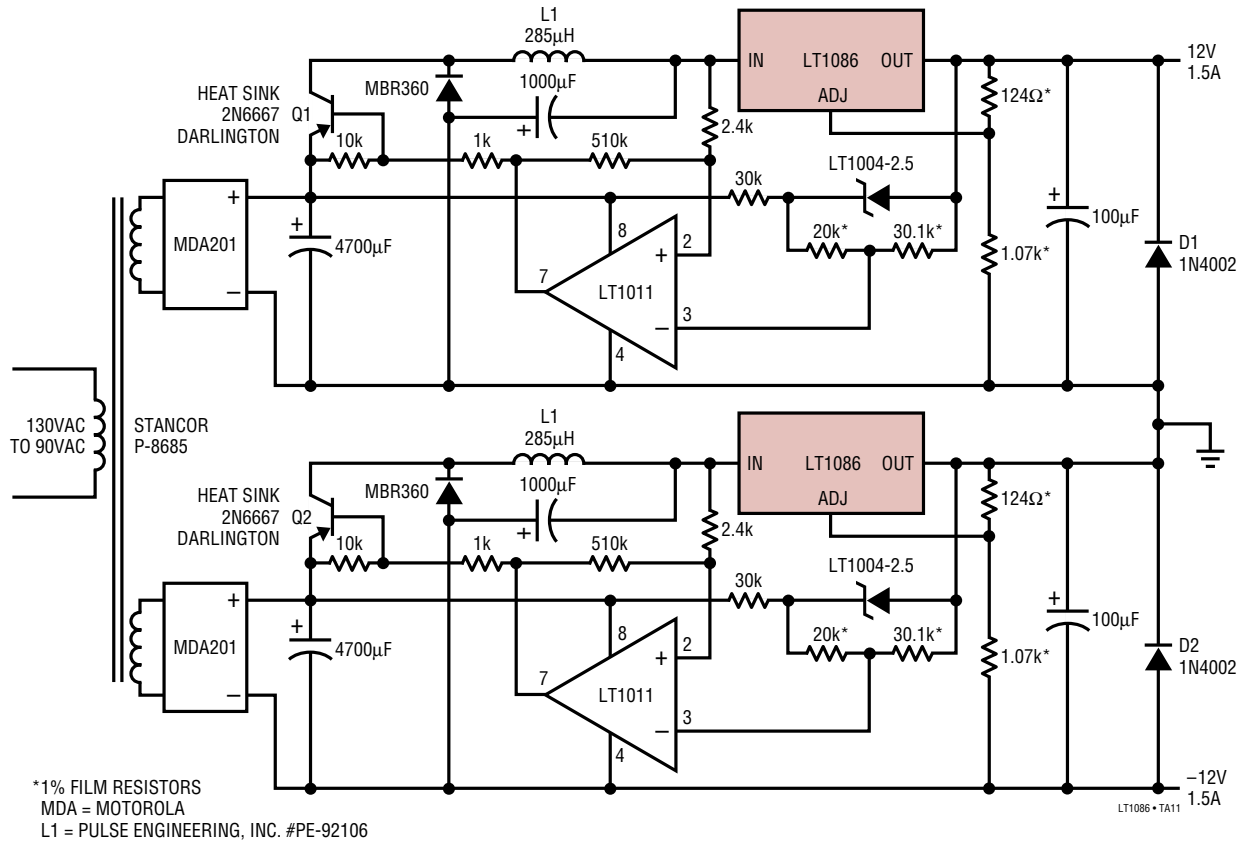 L1
285µH
1000µF
MBR360
HEAT SINK
2N6667
DARLINGTON
Q1
10k
1k
510k
2.4k
IN
LT1086
OUT
ADJ
124Ω*
12V
1.5A
LT1004-2.5
30k
20k*
30.1k*
1.07k*
+
100µF
D1
1N4002
MDA201
+
–
+
4700µF
8
2
+
7
LT1011
3
–
4
+
130VAC
TO 90VAC
STANCOR
P-8685
L1
285µH
1000µF
MBR360
HEAT SINK
2N6667
DARLINGTON
Q2
10k
1k
510k
2.4k
IN
LT1086
OUT
ADJ
124Ω*
LT1004-2.5
30k
20k*
30.1k*
1.07k*
+
100µF
D2
1N4002
MDA201
+
–
+
4700µF
8
2
+
7
LT1011
3
–
4
+
–12V
1.5A
*1% FILM RESISTORS
MDA = MOTOROLA
L1 = PULSE ENGINEERING, INC. #PE-92106
LT1086 • TA11